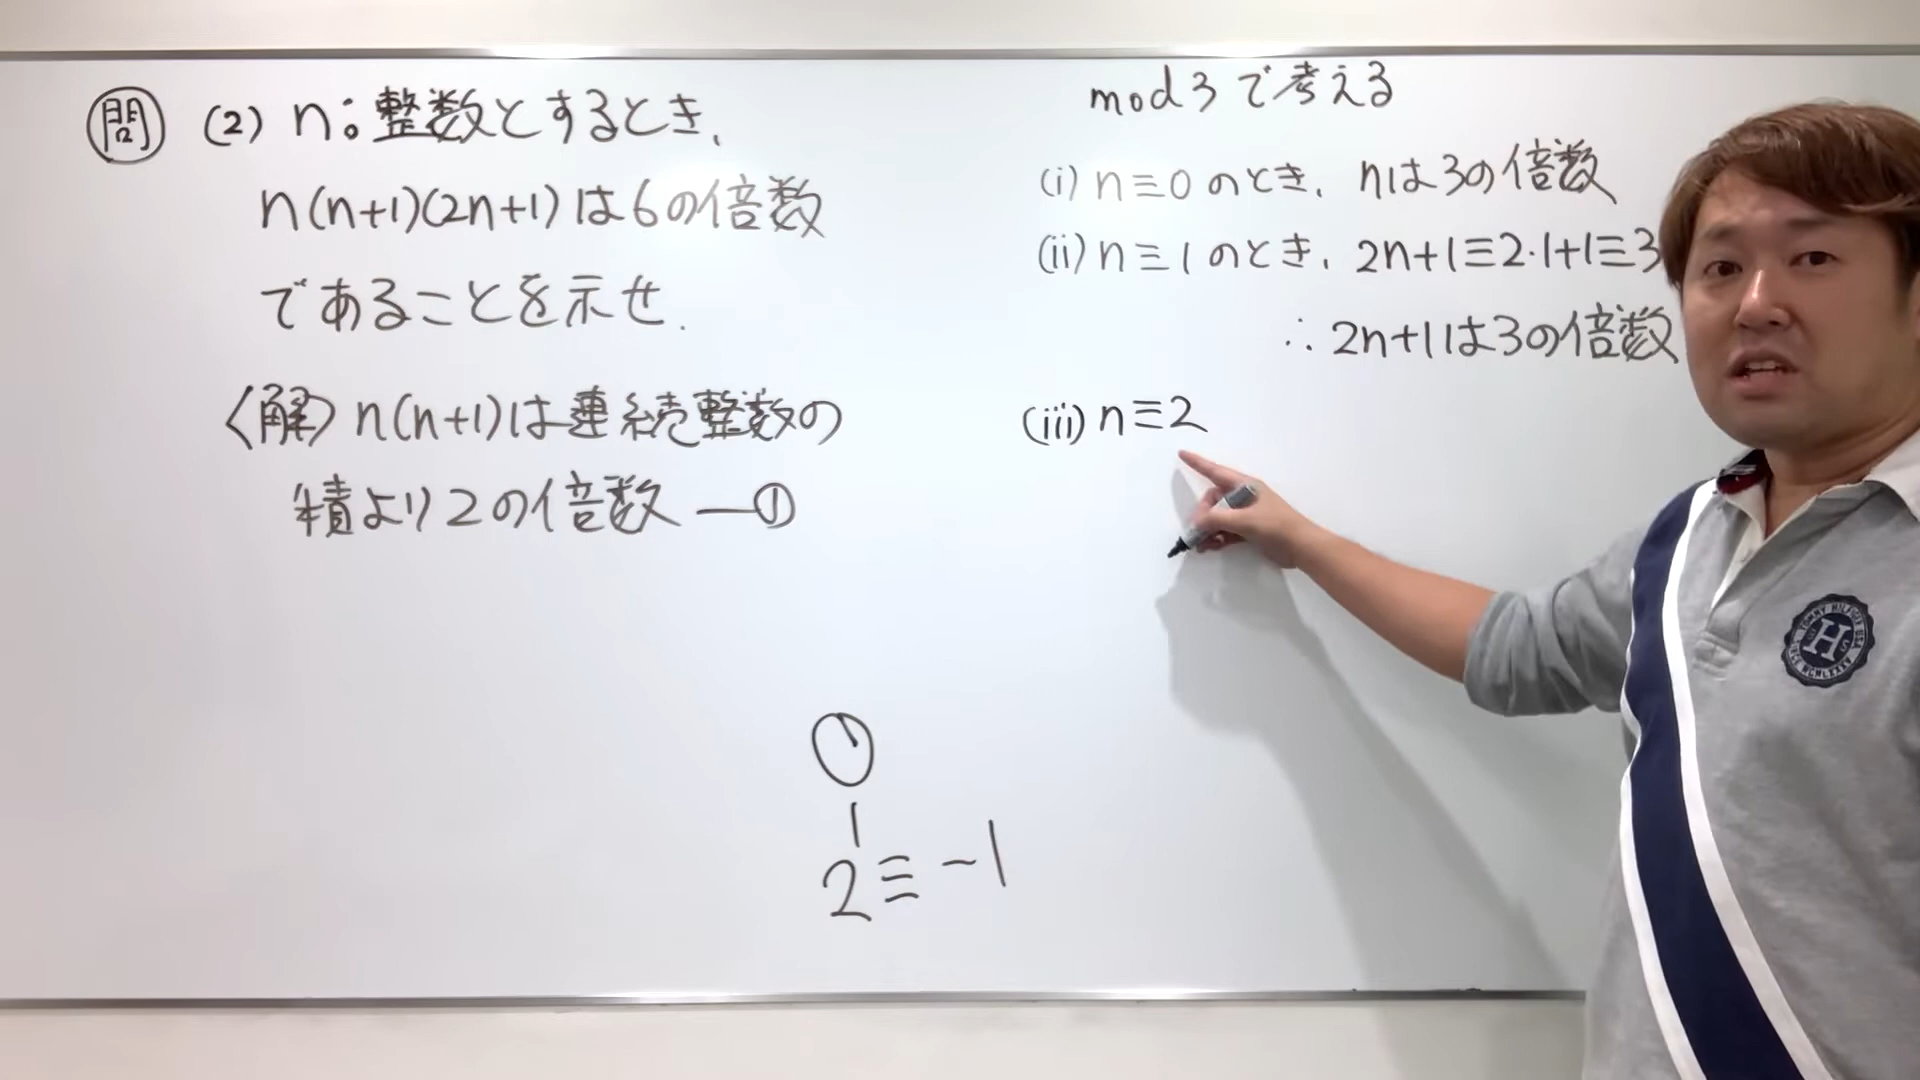 問 (2) n:整数とするとき、
n(n+1)(2n+1)は6の倍数
であることを示せ.
〈解〉n(n+1)は連続整数の
積より2の倍数 ―①
mod3で考える
(i) n≡0のとき、nは3の倍数
(ii) n≡1のとき、2n+1≡2·1+1≡3
∴2n+1は3の倍数
(iii) n≡2
0
1
2≡-1
H